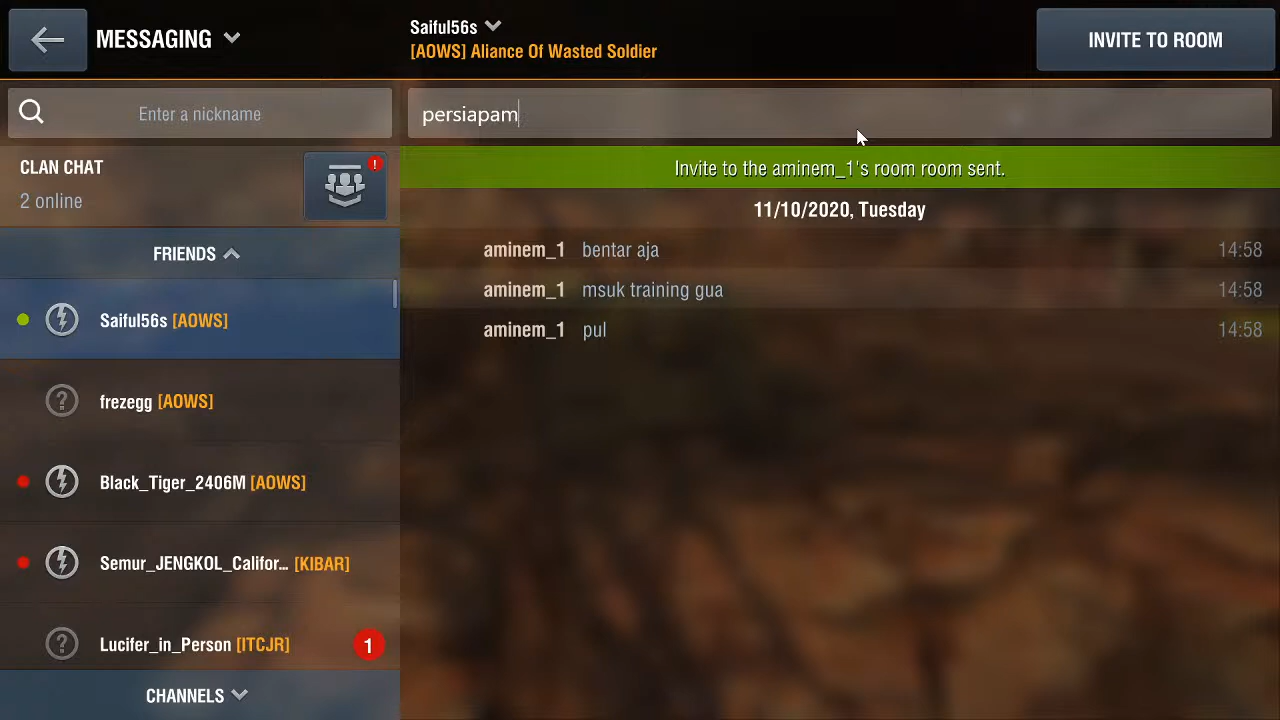 MESSAGING
Saiful56s
[AOWS] Aliance Of Wasted Soldier
INVITE TO ROOM
Enter a nickname
persiapam
CLAN CHAT
2 online
!
FRIENDS
Saiful56s [AOWS]
frezegg [AOWS]
Black_Tiger_2406M [AOWS]
Semur_JENGKOL_Califor... [KIBAR]
Lucifer_in_Person [ITCJR] 1
CHANNELS
Invite to the aminem_1's room room sent.
11/10/2020, Tuesday
aminem_1 bentar aja 14:58
aminem_1 msuk training gua 14:58
aminem_1 pul 14:58